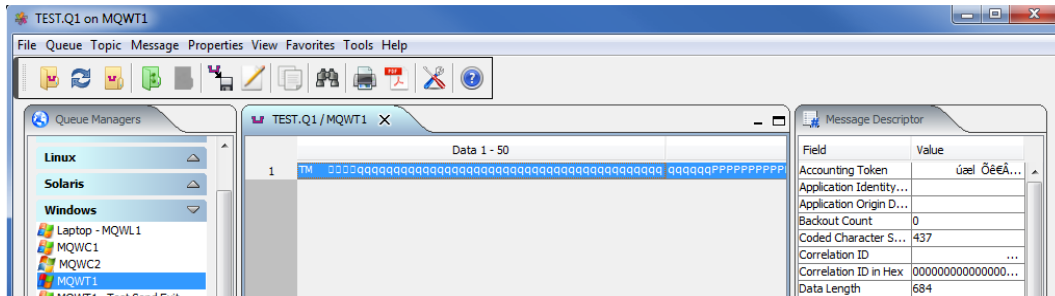 TEST.Q1 on MQWT1
File Queue Topic Message Properties View Favorites Tools Help
PDF
Queue Managers
Linux
Solaris
Windows
Laptop - MQWL1
MQWC1
MQWC2
MQWT1
TEST.Q1 / MQWT1
Data 1 - 50
1
TM
Message Descriptor
Field Value
Accounting Token úæl Õê€Â...
Application Identity...
Application Origin D...
Backout Count 0
Coded Character S... 437
Correlation ID ...
Correlation ID in Hex 000000000000000...
Data Length 684